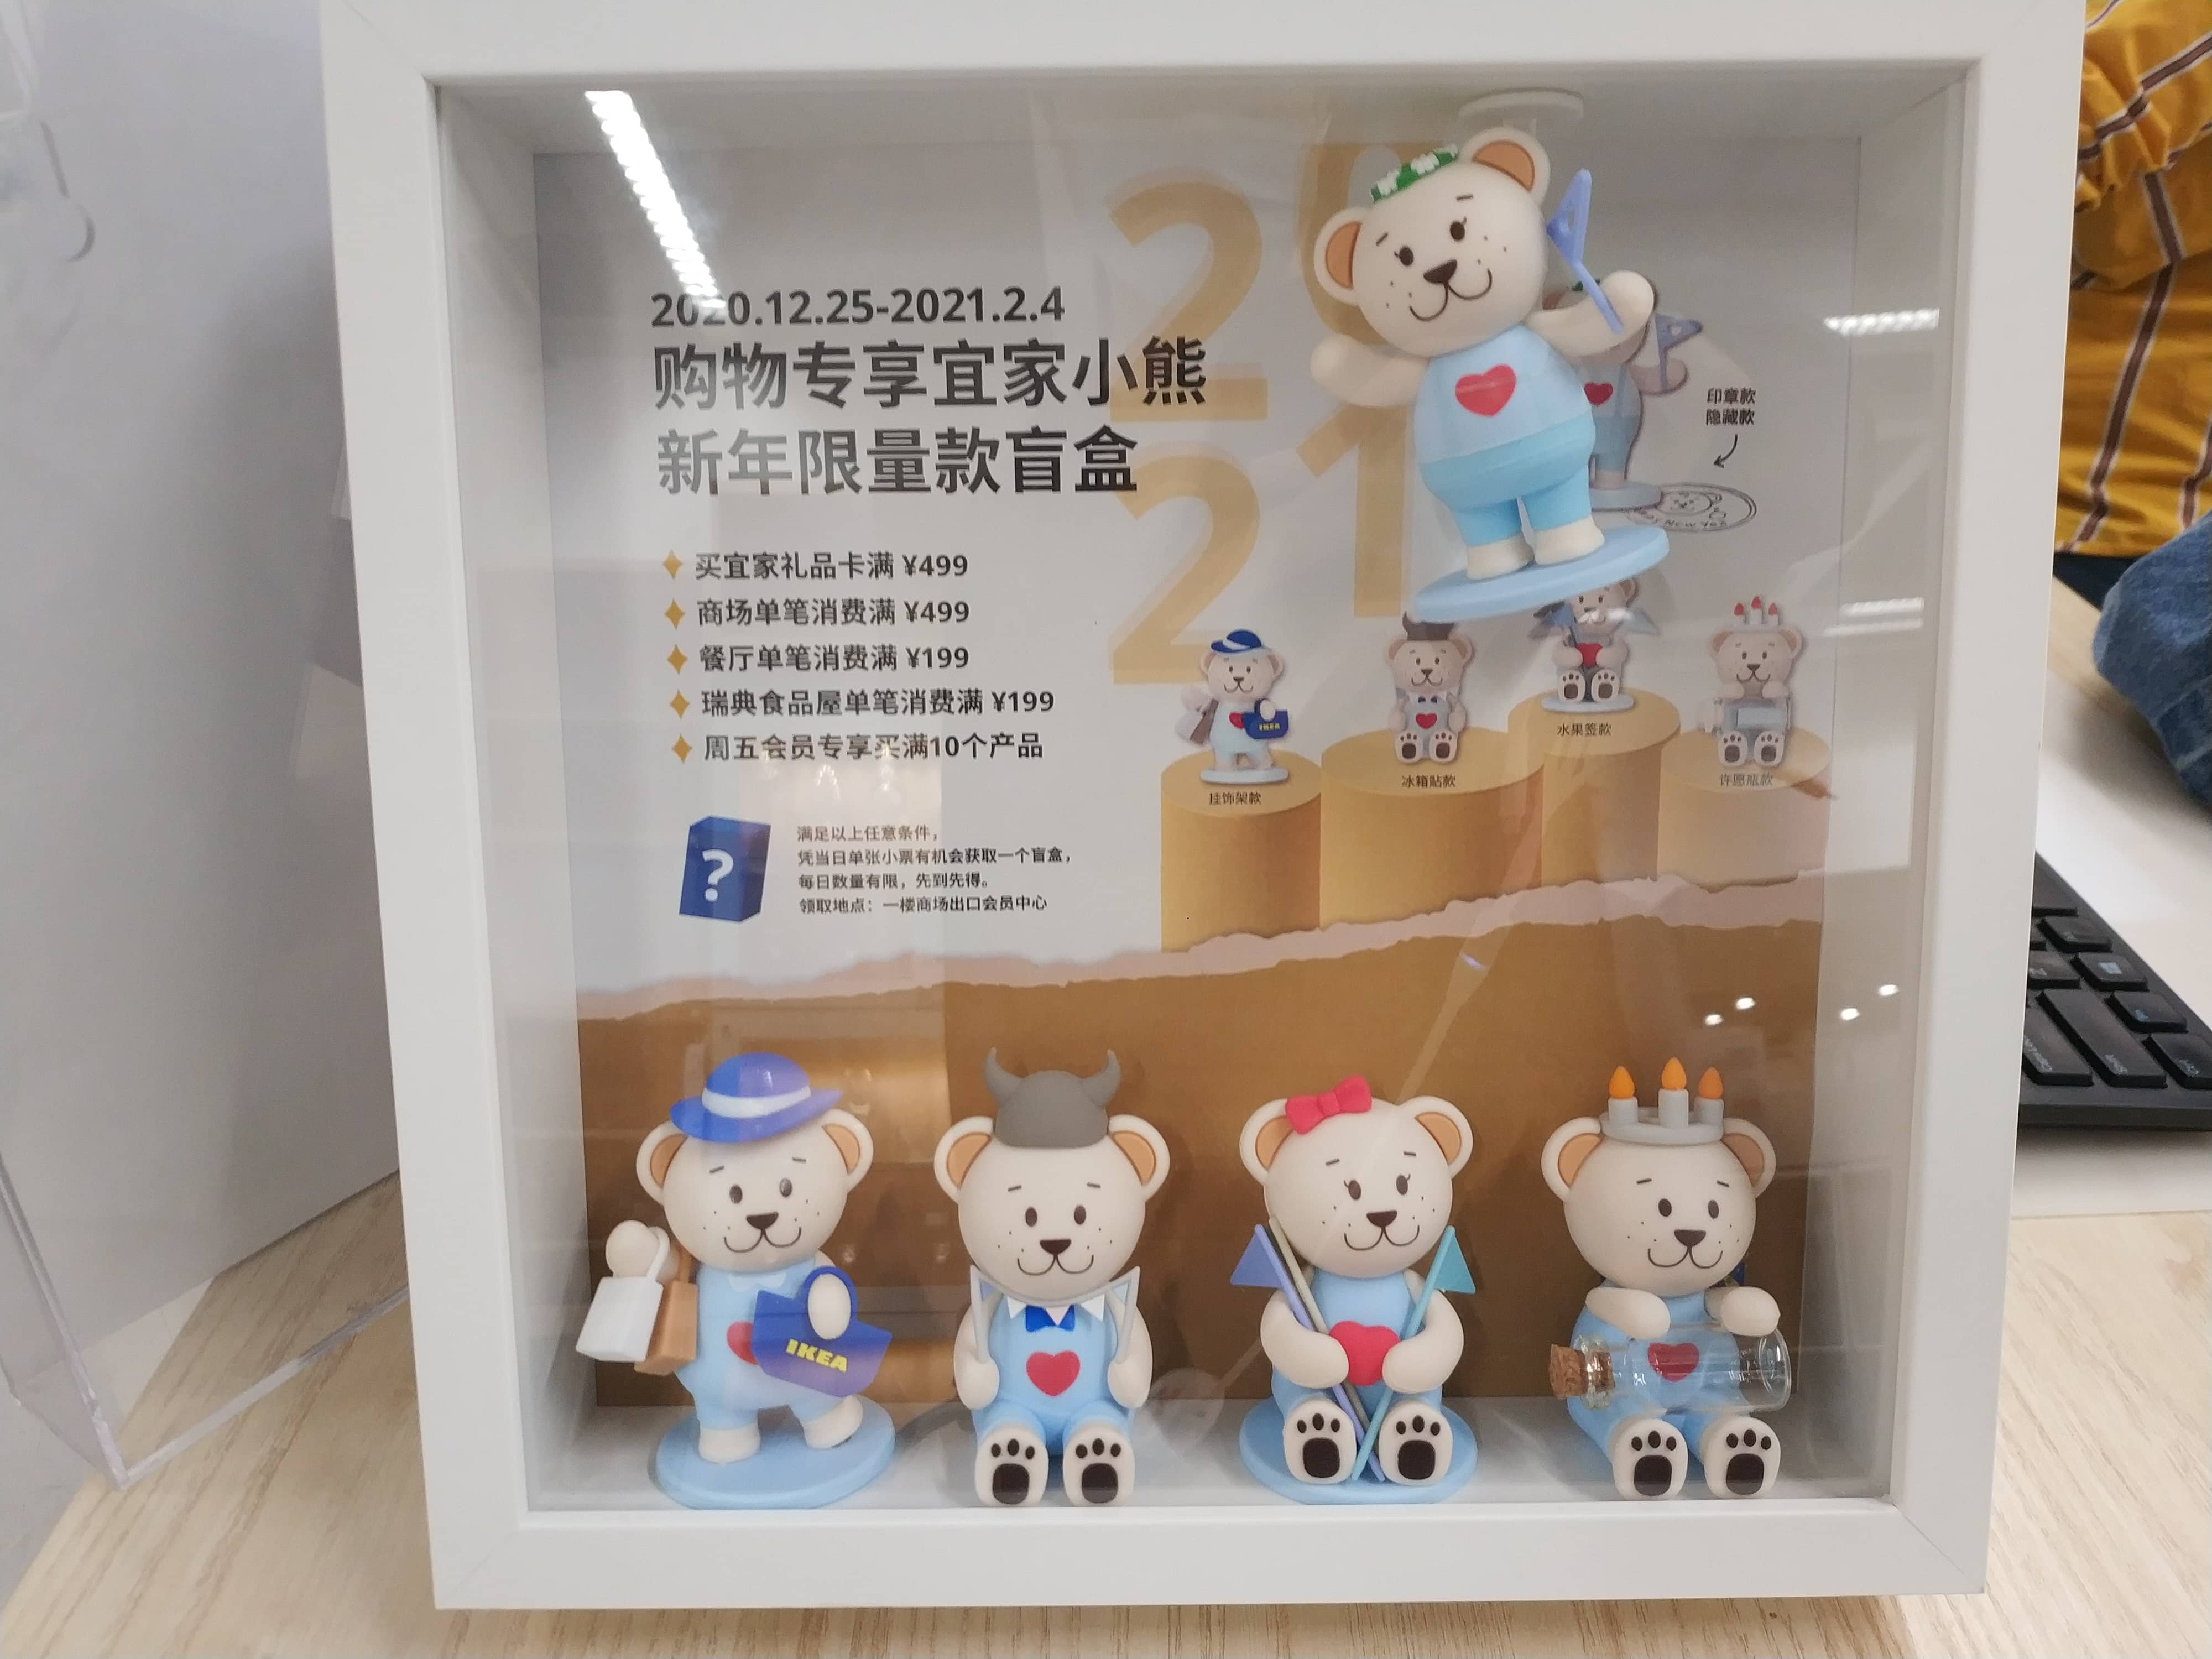 2020.12.25-2021.2.4
购物专享宜家小熊
新年限量款盲盒
买宜家礼品卡满 ¥499
商场单笔消费满 ¥499
餐厅单笔消费满 ¥199
瑞典食品屋单笔消费满 ¥199
周五会员专享买满10个产品
?
满足以上任意条件，
凭当日单张小票有机会获取一个盲盒，
每日数量有限，先到先得。
领取地点：一楼商场出口会员中心
20
21
印章款
隐藏款
IKEA
挂饰架款
冰箱贴款
水果签款
许愿瓶款
IKEA